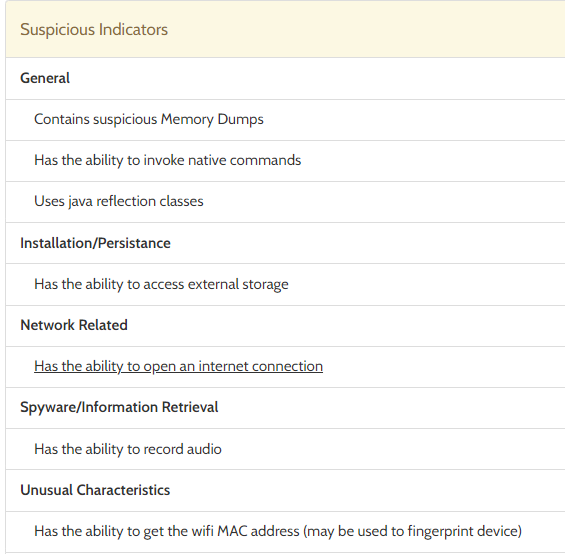 Suspicious Indicators
General
Contains suspicious Memory Dumps
Has the ability to invoke native commands
Uses java reflection classes
Installation/Persistance
Has the ability to access external storage
Network Related
Has the ability to open an internet connection
Spyware/Information Retrieval
Has the ability to record audio
Unusual Characteristics
Has the ability to get the wifi MAC address (may be used to fingerprint device)